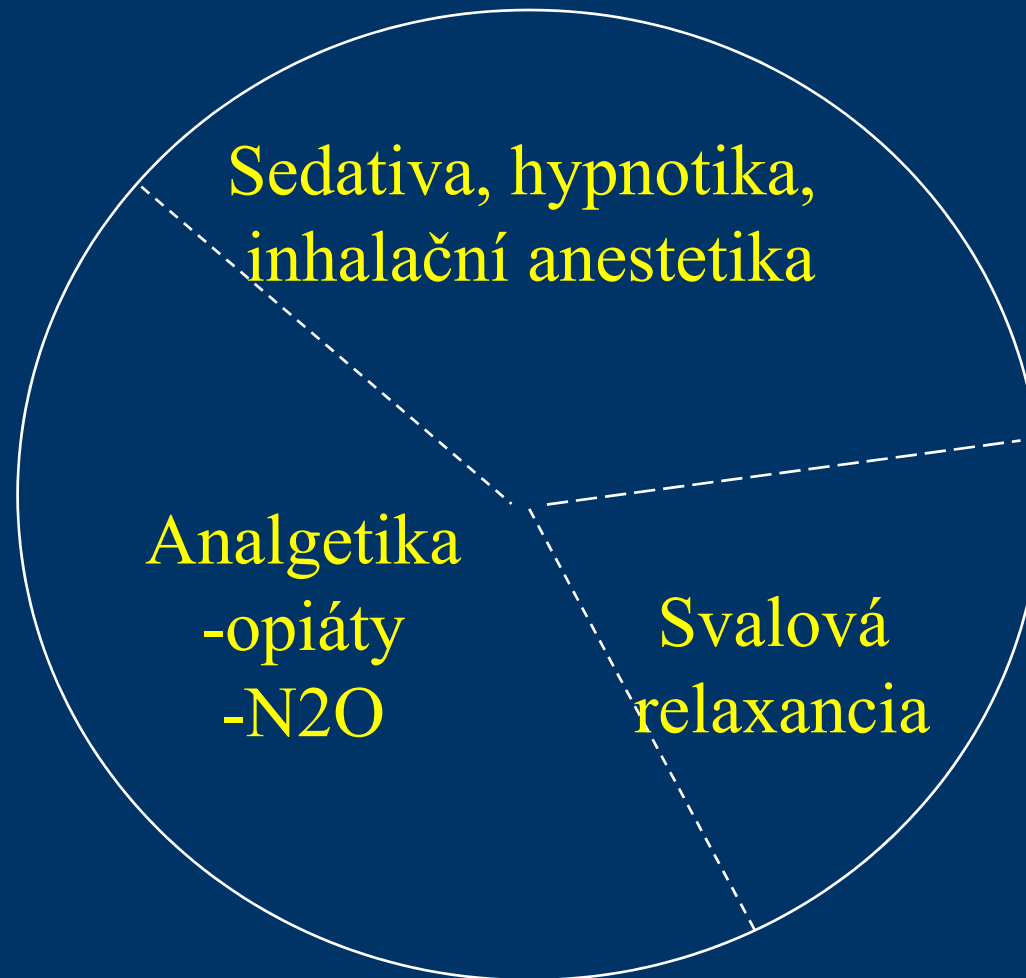 Sedativa, hypnotika,
inhalační anestetika
Analgetika
-opiáty
-N2O
Svalová
relaxancia